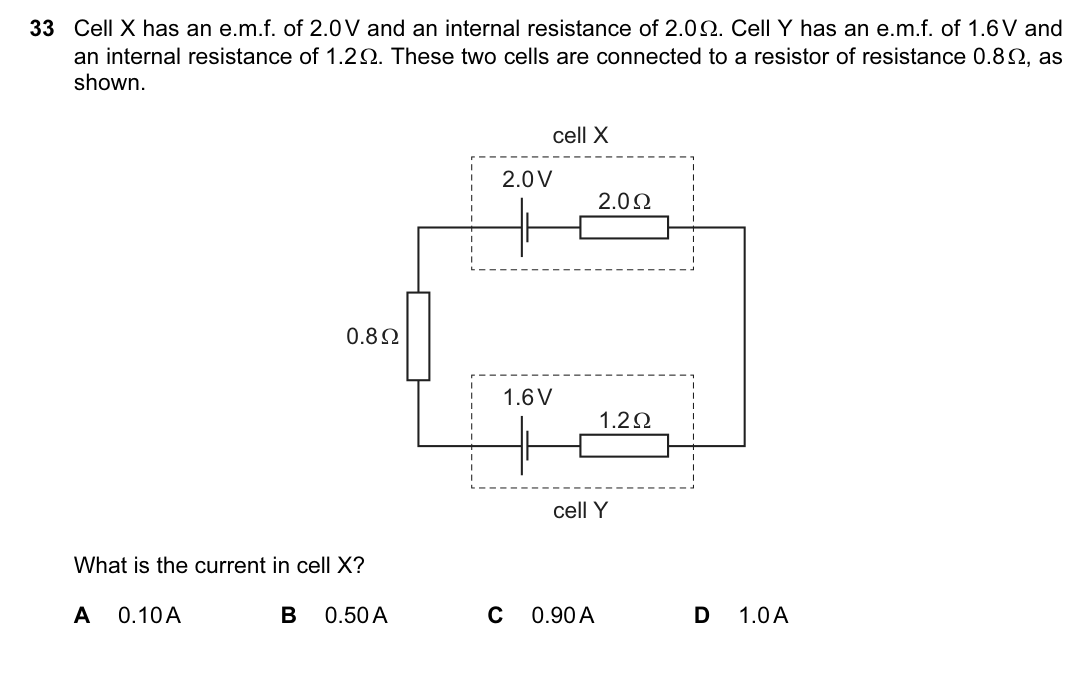 33 Cell X has an e.m.f. of 2.0V and an internal resistance of 2.0Ω. Cell Y has an e.m.f. of 1.6V and
an internal resistance of 1.2Ω. These two cells are connected to a resistor of resistance 0.8Ω, as
shown.
cell X
2.0V
2.0Ω
0.8Ω
1.6V
1.2Ω
cell Y
What is the current in cell X?
A 0.10A B 0.50A C 0.90A D 1.0A